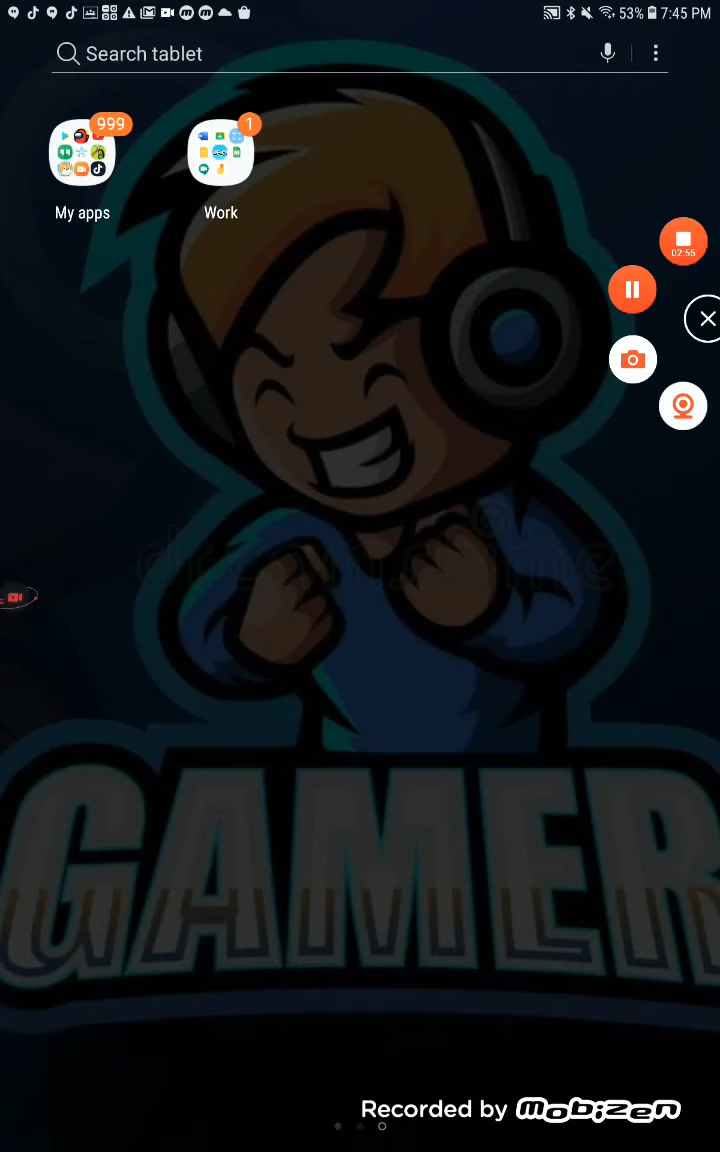 53% 7:45 PM
Search tablet
999
1
My apps
Work
02:55
GAMER
Recorded by MOBIZEN